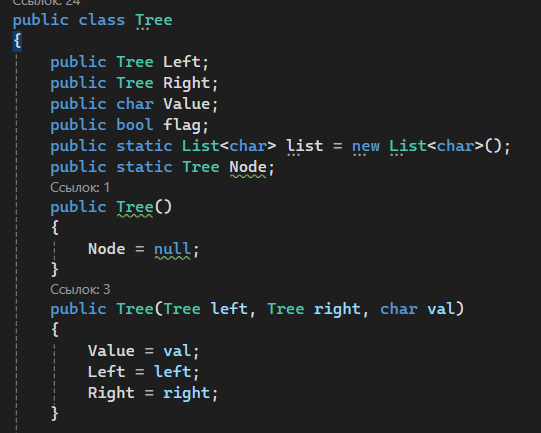 Ссылок: 24
public class Tree
{
public Tree Left;
public Tree Right;
public char Value;
public bool flag;
public static List<char> list = new List<char>();
public static Tree Node;
Ссылок: 1
public Tree()
{
Node = null;
}
Ссылок: 3
public Tree(Tree left, Tree right, char val)
{
Value = val;
Left = left;
Right = right;
}